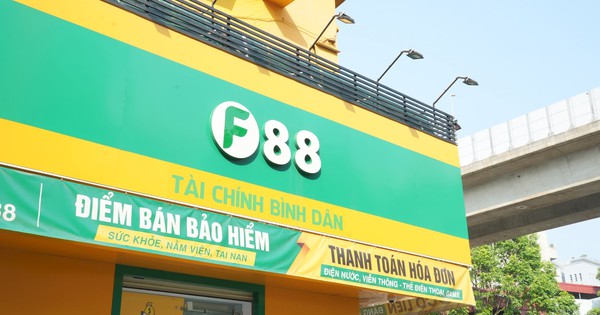 F88
TÀI CHÍNH BÌNH DÂN
88
ĐIỂM BÁN BẢO HIỂM
SỨC KHỎE, NẰM VIỆN, TAI NẠN
THANH TOÁN HÓA ĐƠN
ĐIỆN NƯỚC, VIỄN THÔNG - THẺ ĐIỆN THOẠI, GAME